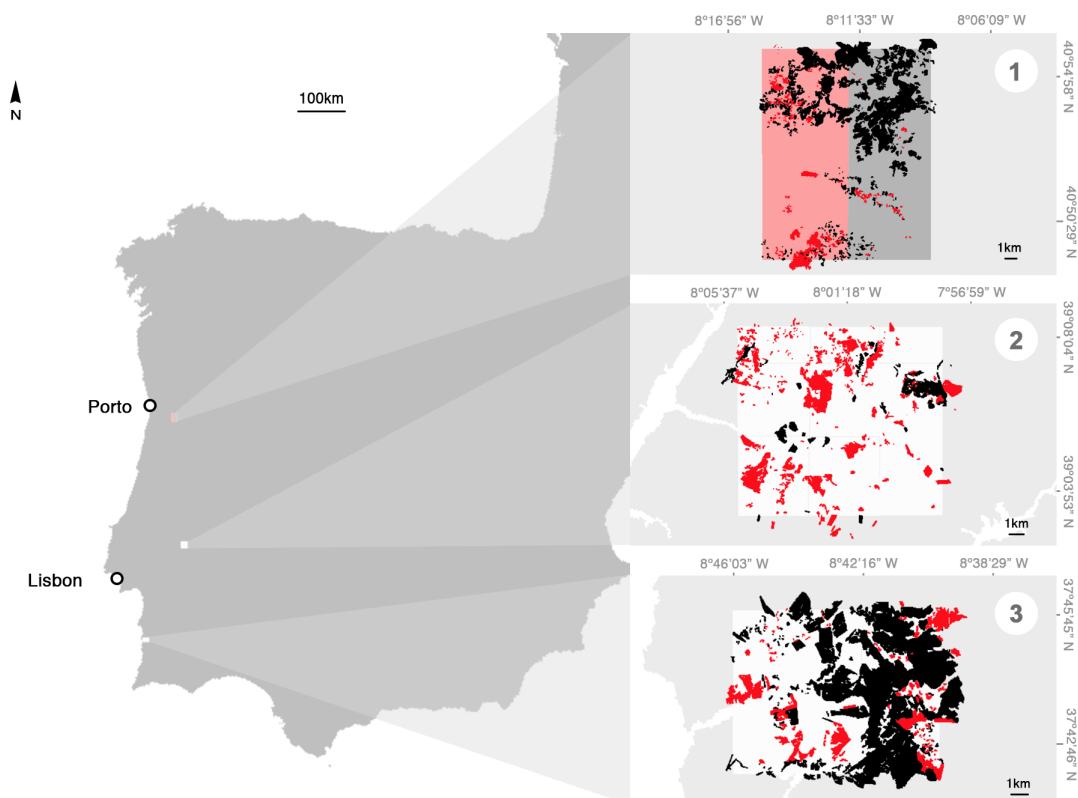 N
100km
Porto
Lisbon
8°16'56" W
8°11'33" W
8°06'09" W
1
40°54'58" N
40°50'29" N
1km
8°05'37" W
8°01'18" W
7°56'59" W
2
39°08'04" N
39°03'53" N
1km
8°46'03" W
8°42'16" W
8°38'29" W
3
37°45'45" N
37°42'46" N
1km